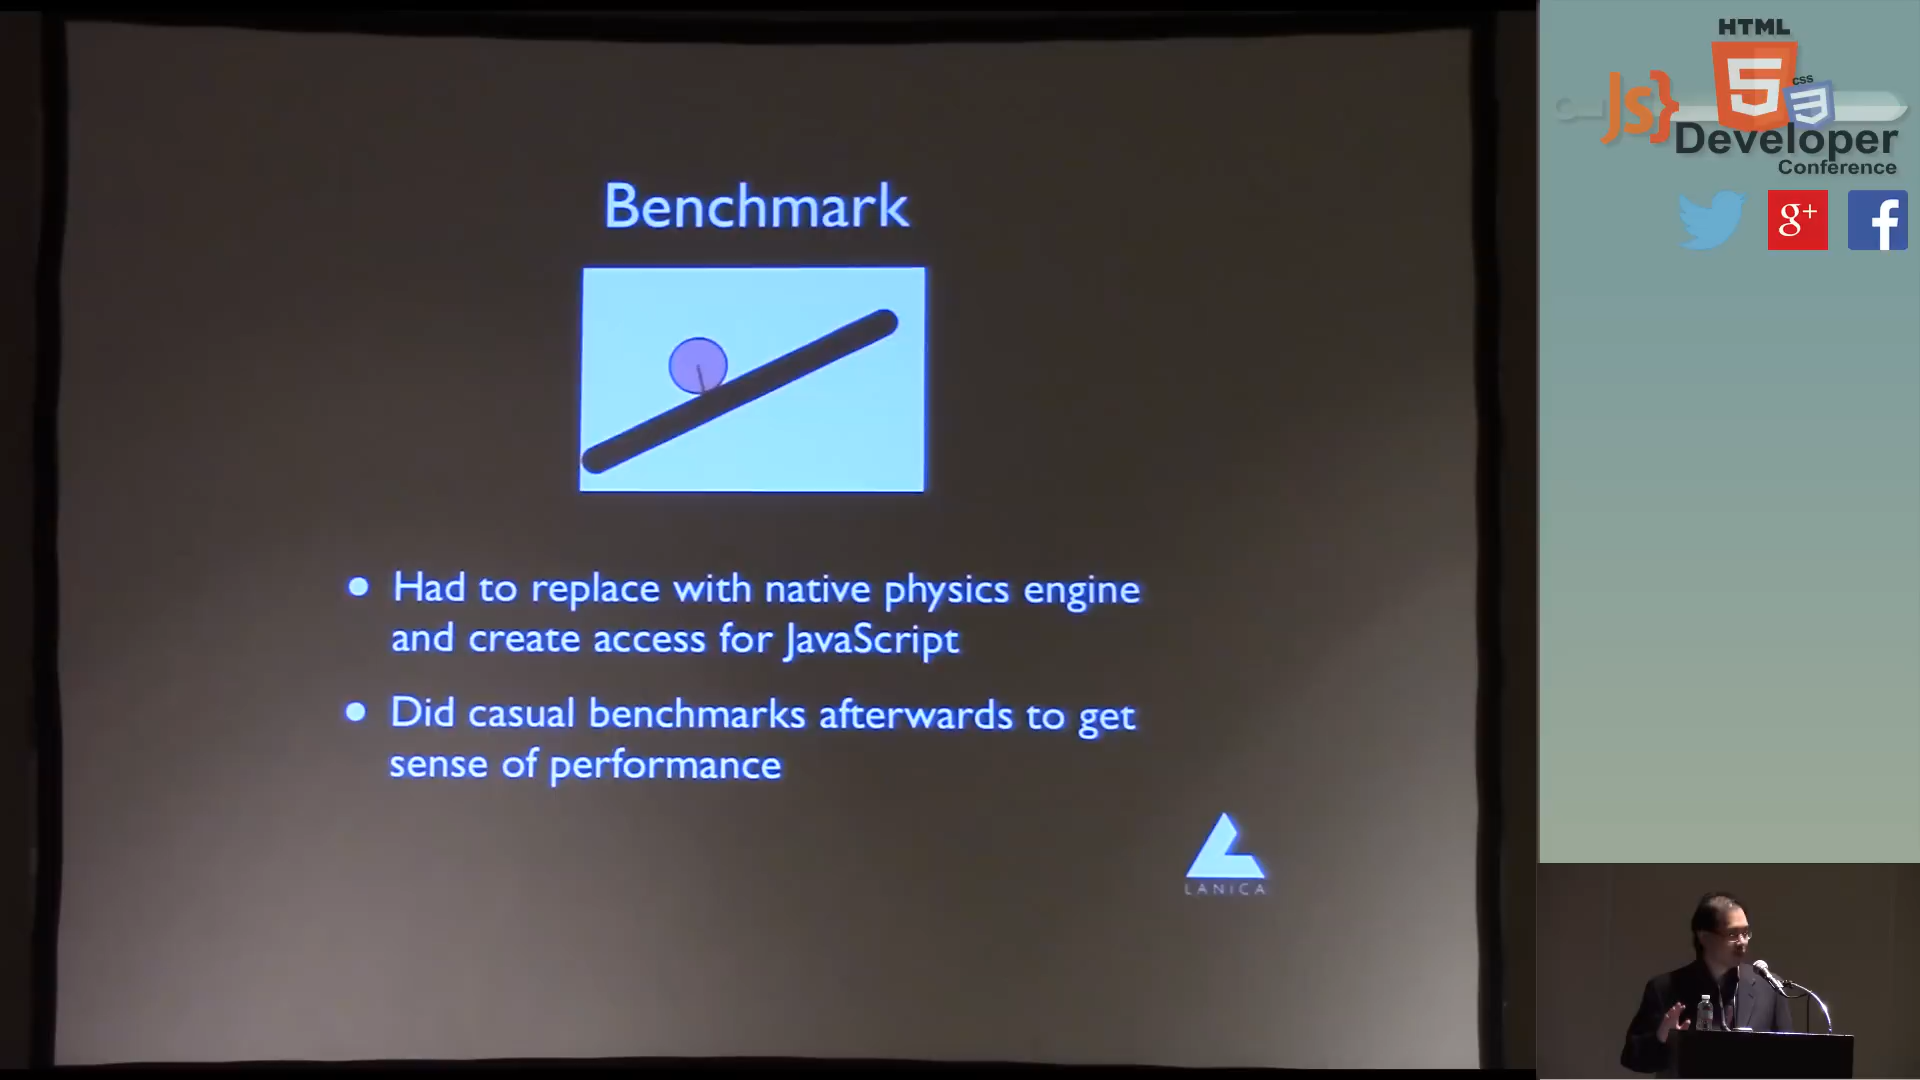 Benchmark
Had to replace with native physics engine
and create access for JavaScript
Did casual benchmarks afterwards to get
sense of performance
LANICA
HTML
5
CSS
3
JS}
Developer
Conference
g+
f